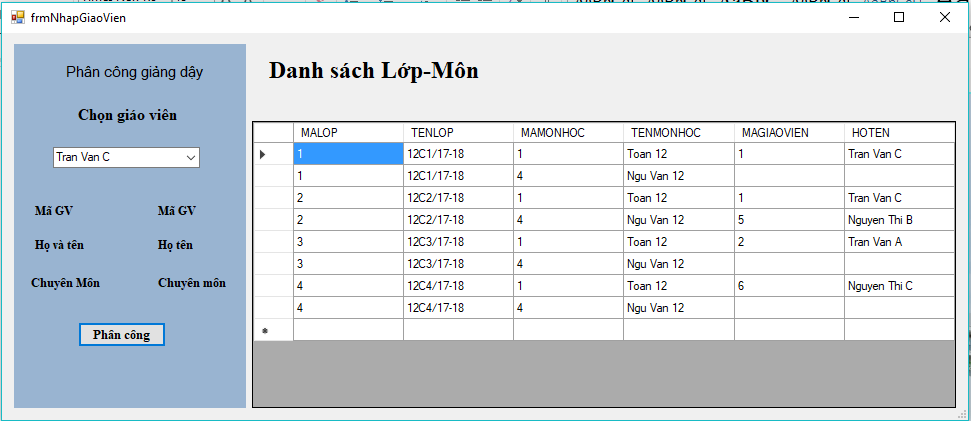 frmNhapGiaoVien
Phân công giảng dậy
Chọn giáo viên
Tran Van C
Mã GV Mã GV
Họ và tên Họ tên
Chuyên Môn Chuyên môn
Phân công
Danh sách Lớp-Môn
MALOP TENLOP MAMONHOC TENMONHOC MAGIAOVIEN HOTEN
1 12C1/17-18 1 Toan 12 1 Tran Van C
1 12C1/17-18 4 Ngu Van 12
2 12C2/17-18 1 Toan 12 1 Tran Van C
2 12C2/17-18 4 Ngu Van 12 5 Nguyen Thi B
3 12C3/17-18 1 Toan 12 2 Tran Van A
3 12C3/17-18 4 Ngu Van 12
4 12C4/17-18 1 Toan 12 6 Nguyen Thi C
4 12C4/17-18 4 Ngu Van 12